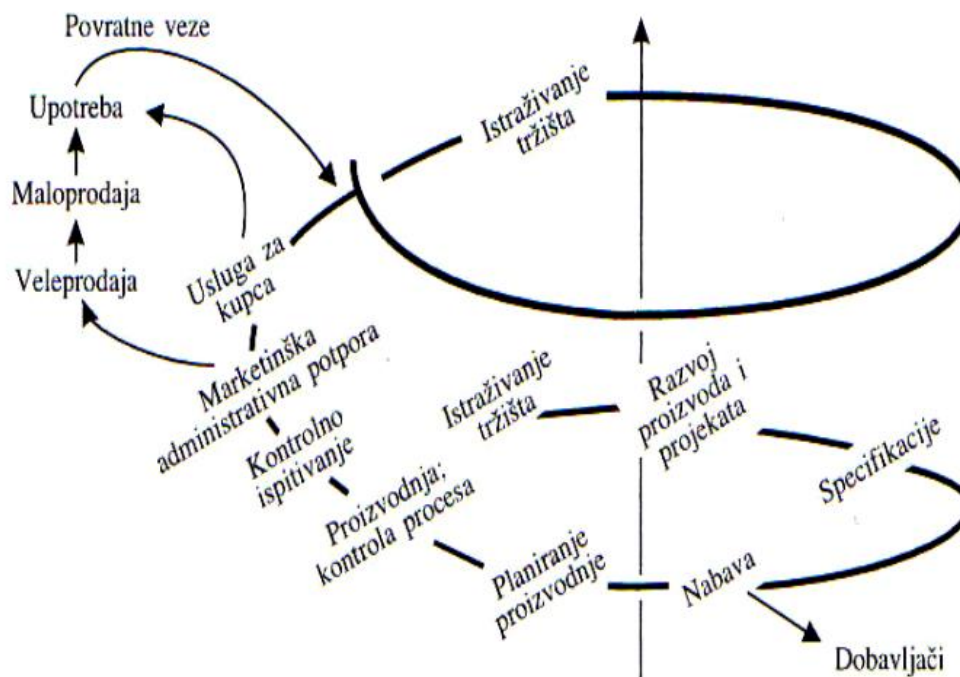 Povratne veze
Upotreba
Maloprodaja
Veleprodaja
Istraživanje
tržišta
Usluga za
kupca
Marketinška
administrativna potpora
Kontrolno
ispitivanje
Proizvodnja;
kontrola procesa
Planiranje
proizvodnje
Istraživanje
tržišta
Razvoj
proizvoda i
projekata
Specifikacije
Nabava
Dobavljači